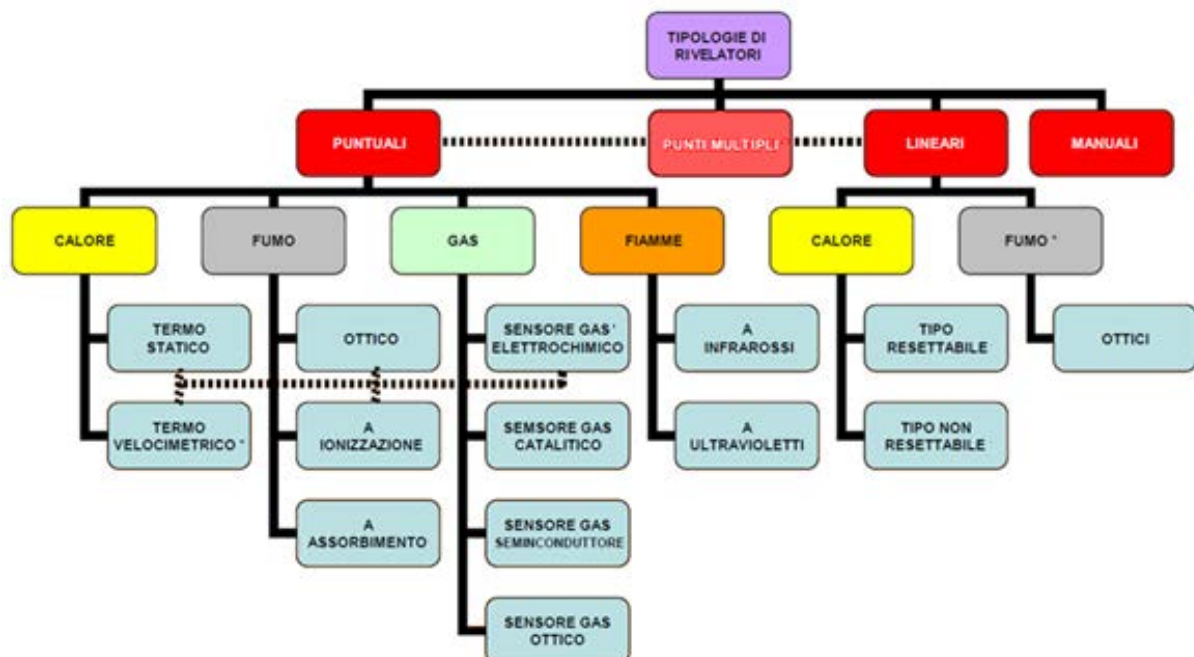 TIPOLOGIE DI
RIVELATORI
PUNTUALI
PUNTI MULTIPLI
LINEARI
MANUALI
CALORE
FUMO
GAS
FIAMME
CALORE
FUMO *
TERMO
STATICO
OTTICO
SENSORE GAS *
ELETTROCHIMICO
A
INFRAROSSI
TIPO
RESETTABILE
OTTICI
TERMO
VELOCIMETRICO *
A
IONIZZAZIONE
SEMSORE GAS
CATALITICO
A
ULTRAVIOLETTI
TIPO NON
RESETTABILE
A
ASSORBIMENTO
SENSORE GAS
SEMINCONDUTTORE
SENSORE GAS
OTTICO